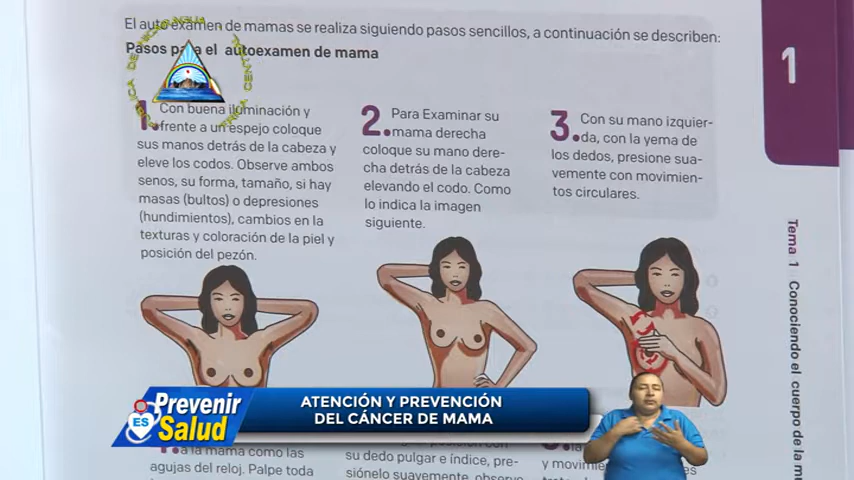 El auto examen de mamas se realiza siguiendo pasos sencillos, a continuación se describen:
Pasos para el autoexamen de mama
1. Con buena iluminación y
frente a un espejo coloque
sus manos detrás de la cabeza y
eleve los codos. Observe ambos
senos, su forma, tamaño, si hay
masas (bultos) o depresiones
(hundimientos), cambios en la
texturas y coloración de la piel y
posición del pezón.
2. Para Examinar su
mama derecha
coloque su mano dere-
cha detrás de la cabeza
elevando el codo. Como
lo indica la imagen
siguiente.
3. Con su mano izquier-
da, con la yema de
los dedos, presione sua-
vemente con movimien-
tos circulares.
1
Tema 1 Conociendo el cuerpo de la
a la mama como las
agujas del reloj. Palpe toda
posición con
su dedo pulgar e índice, pre-
siónelo suavemente, observe
y movimien
Prevenir
ES Salud
ATENCIÓN Y PREVENCIÓN
DEL CÁNCER DE MAMA